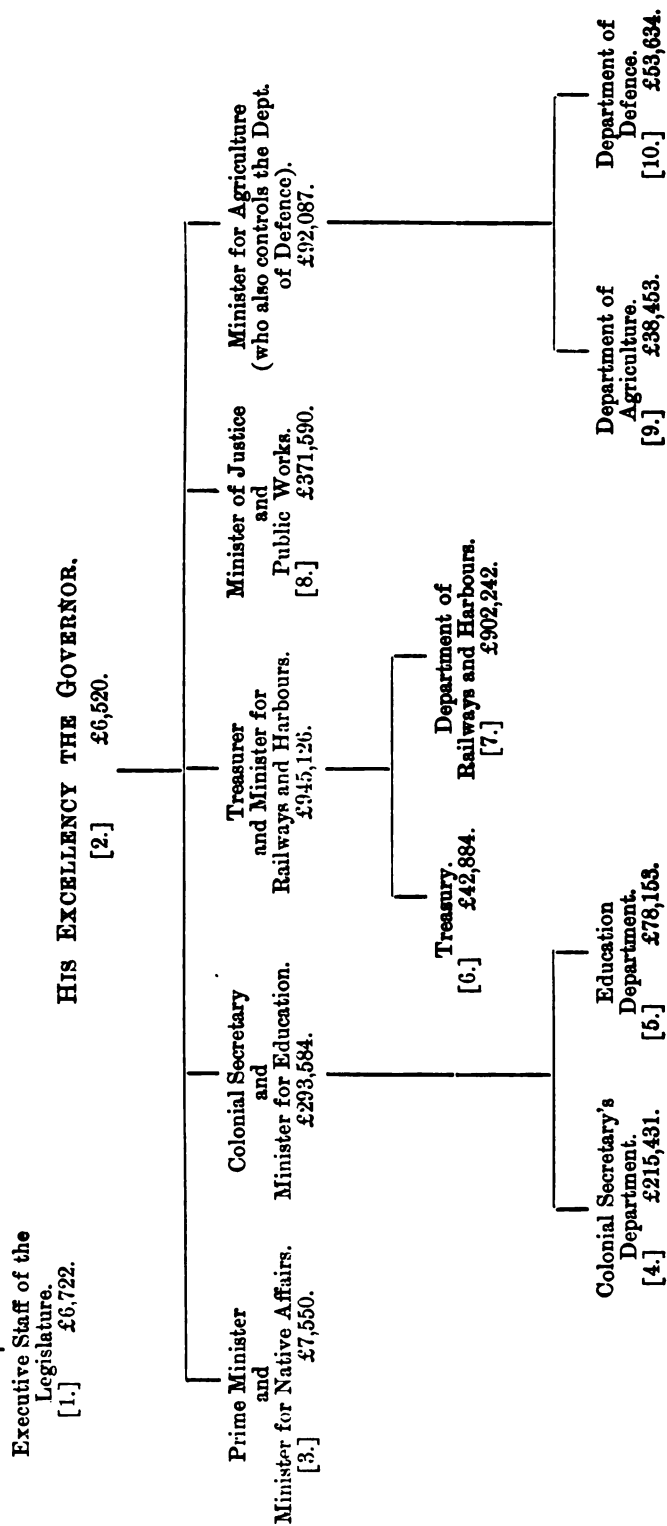 Executive Staff of the
Legislature.
[1.] £6,722.
HIS EXCELLENCY THE GOVERNOR.
[2.] £6,520.
Prime Minister
and
Minister for Native Affairs.
[3.] £7,550.
Colonial Secretary
and
Minister for Education.
£293,584.
Treasurer
and Minister for
Railways and Harbours.
£945,126.
Minister of Justice
and
Public Works.
[8.] £371,590.
Minister for Agriculture
(who also controls the Dept.
of Defence).
£92,087.
Treasury.
[6.] £42,884.
Department of
Railways and Harbours.
[7.] £902,242.
Colonial Secretary's
Department.
[4.] £215,431.
Education
Department.
[5.] £78,153.
Department of
Agriculture.
[9.] £38,453.
Department of
Defence.
[10.] £53,634.